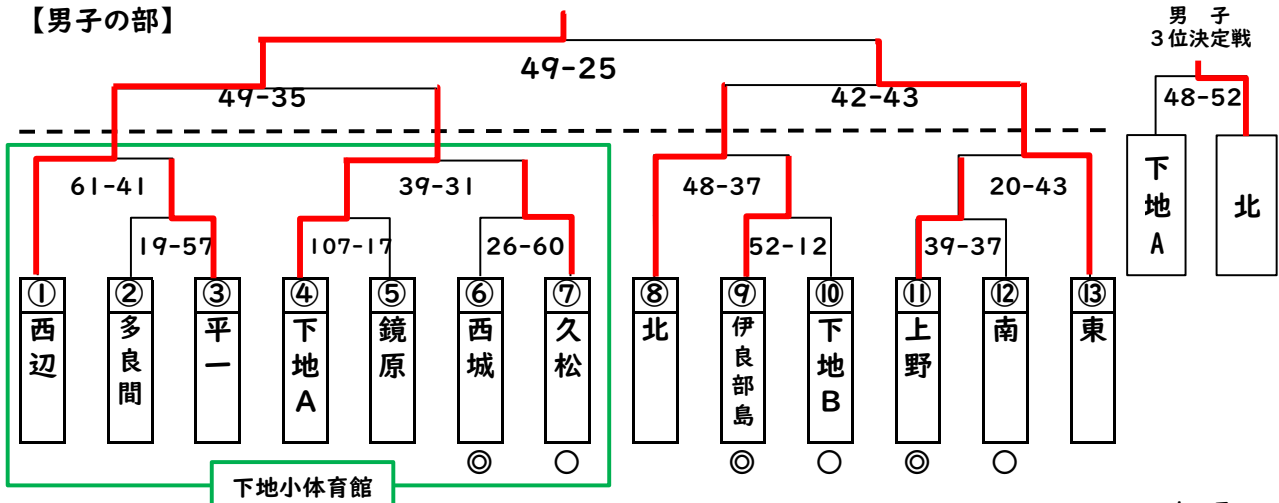 【男子の部】
男 子
3位決定戦
49-25
49-35
42-43
48-52
61-41
39-31
48-37
20-43
19-57
107-17
26-60
52-12
39-37
下地A
北
① ② ③ ④ ⑤ ⑥ ⑦ ⑧ ⑨ ⑩ ⑪ ⑫ ⑬
西辺
多良間
平一
下地A
鏡原
西城
久松
北
伊良部島
下地B
上野
南
東
◎ ○ ◎ ○ ◎ ○
下地小体育館